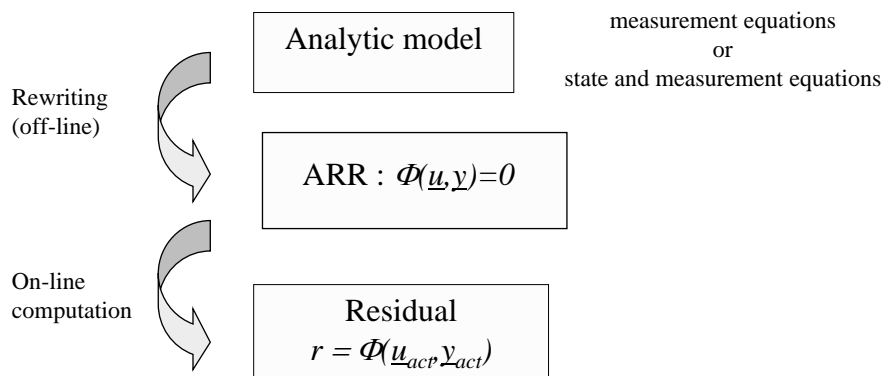 Analytic model
measurement equations
or
state and measurement equations
Rewriting
(off-line)
ARR : Φ(u,y)=0
On-line
computation
Residual
r = Φ(u_act,y_act)